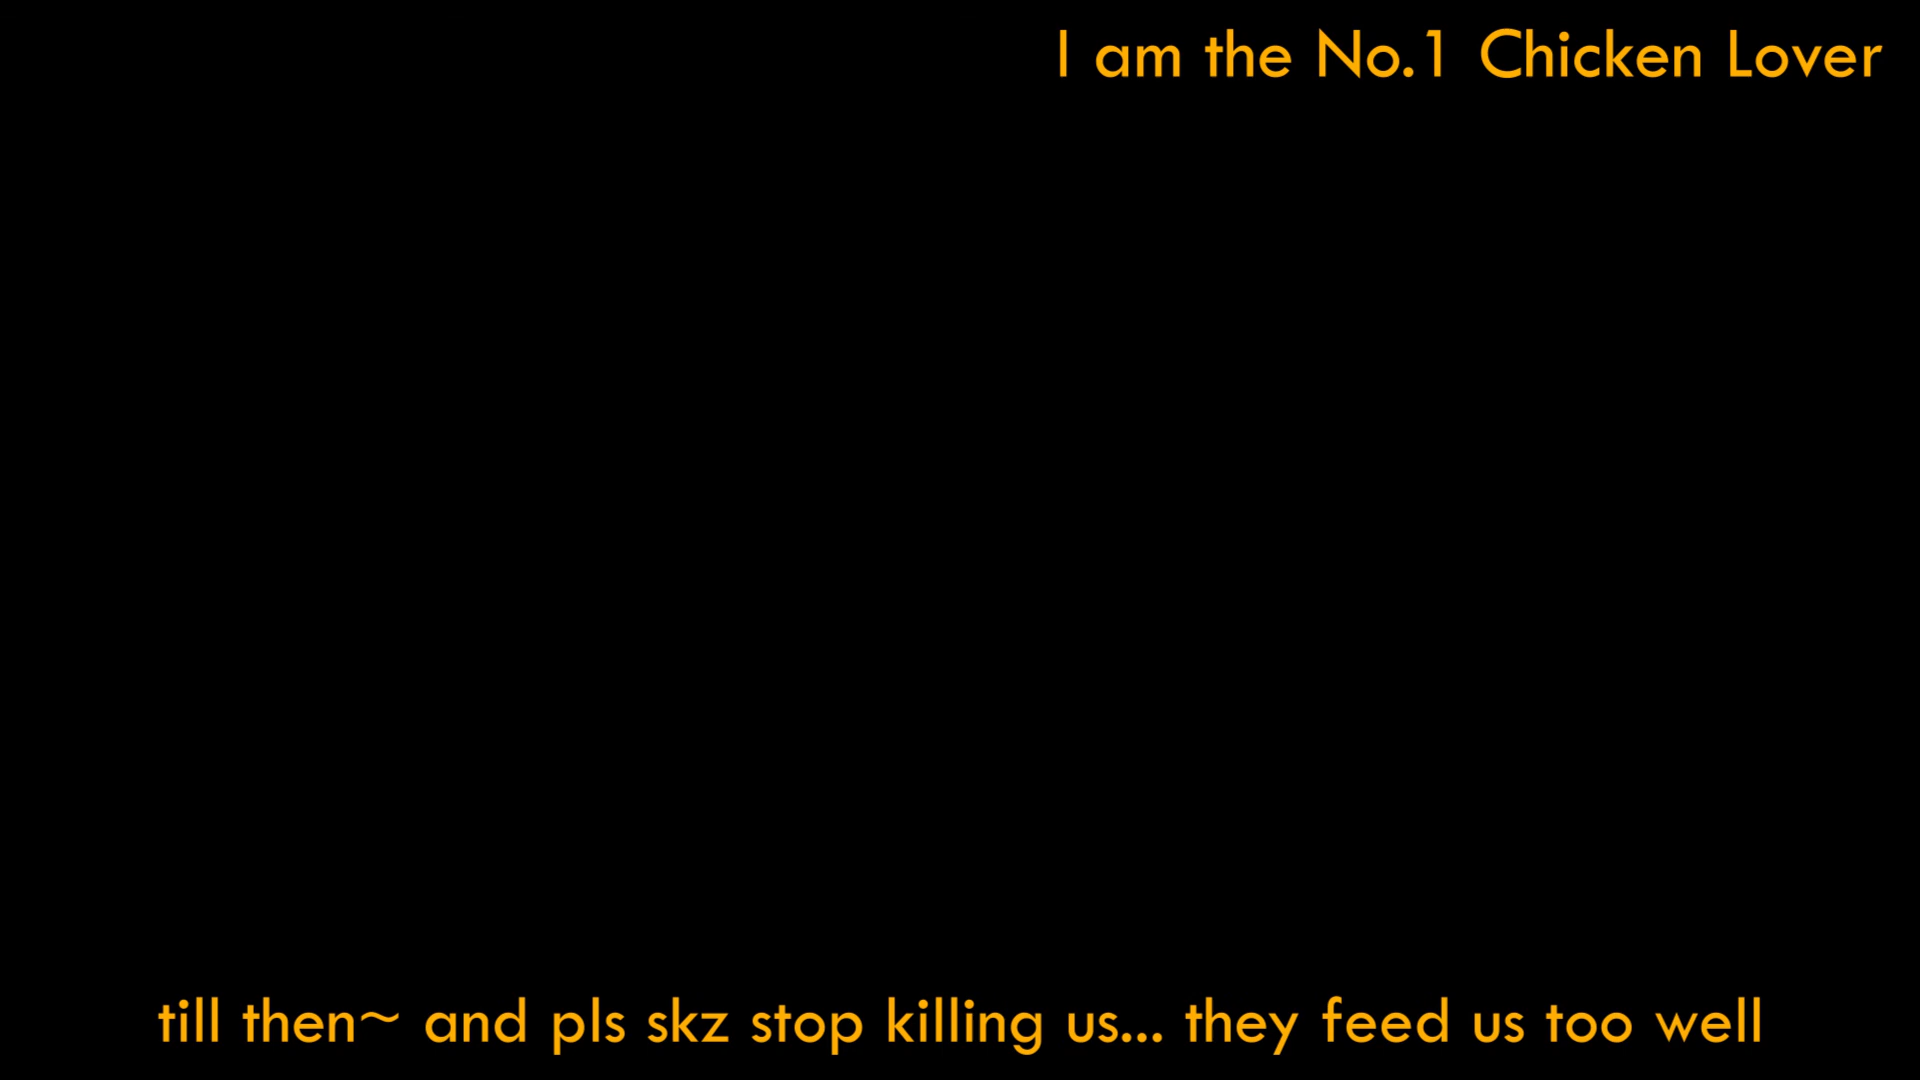 I am the No.1 Chicken Lover
till then~ and pls skz stop killing us... they feed us too well